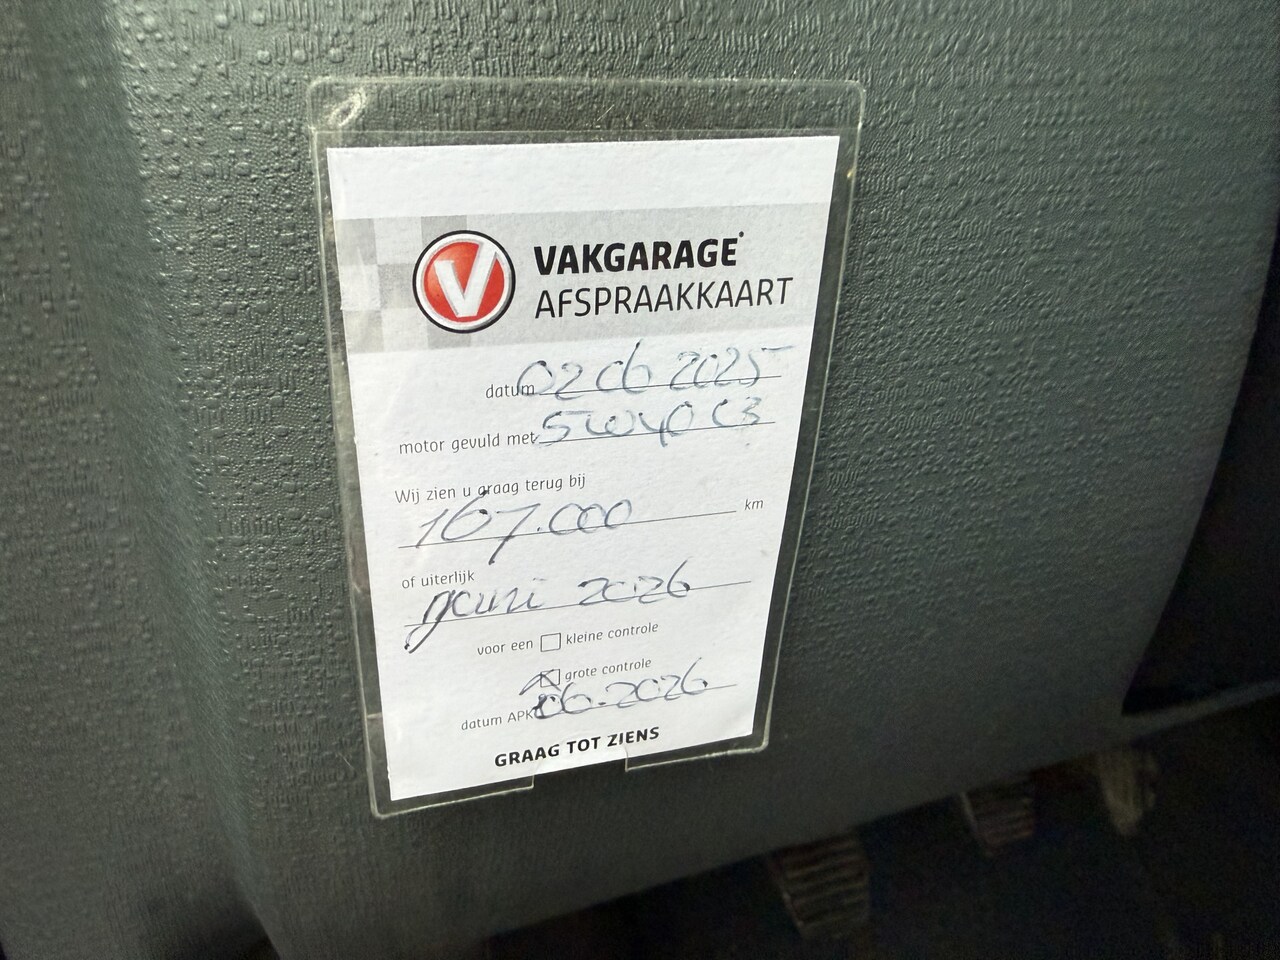 V VAKGARAGE
AFSPRAAKKAART
datum 02 06 2025
motor gevuld met 5W40 C3
Wij zien u graag terug bij
167.000 km
of uiterlijk
juni 2026
voor een kleine controle
grote controle
datum APK 06.2026
GRAAG TOT ZIENS